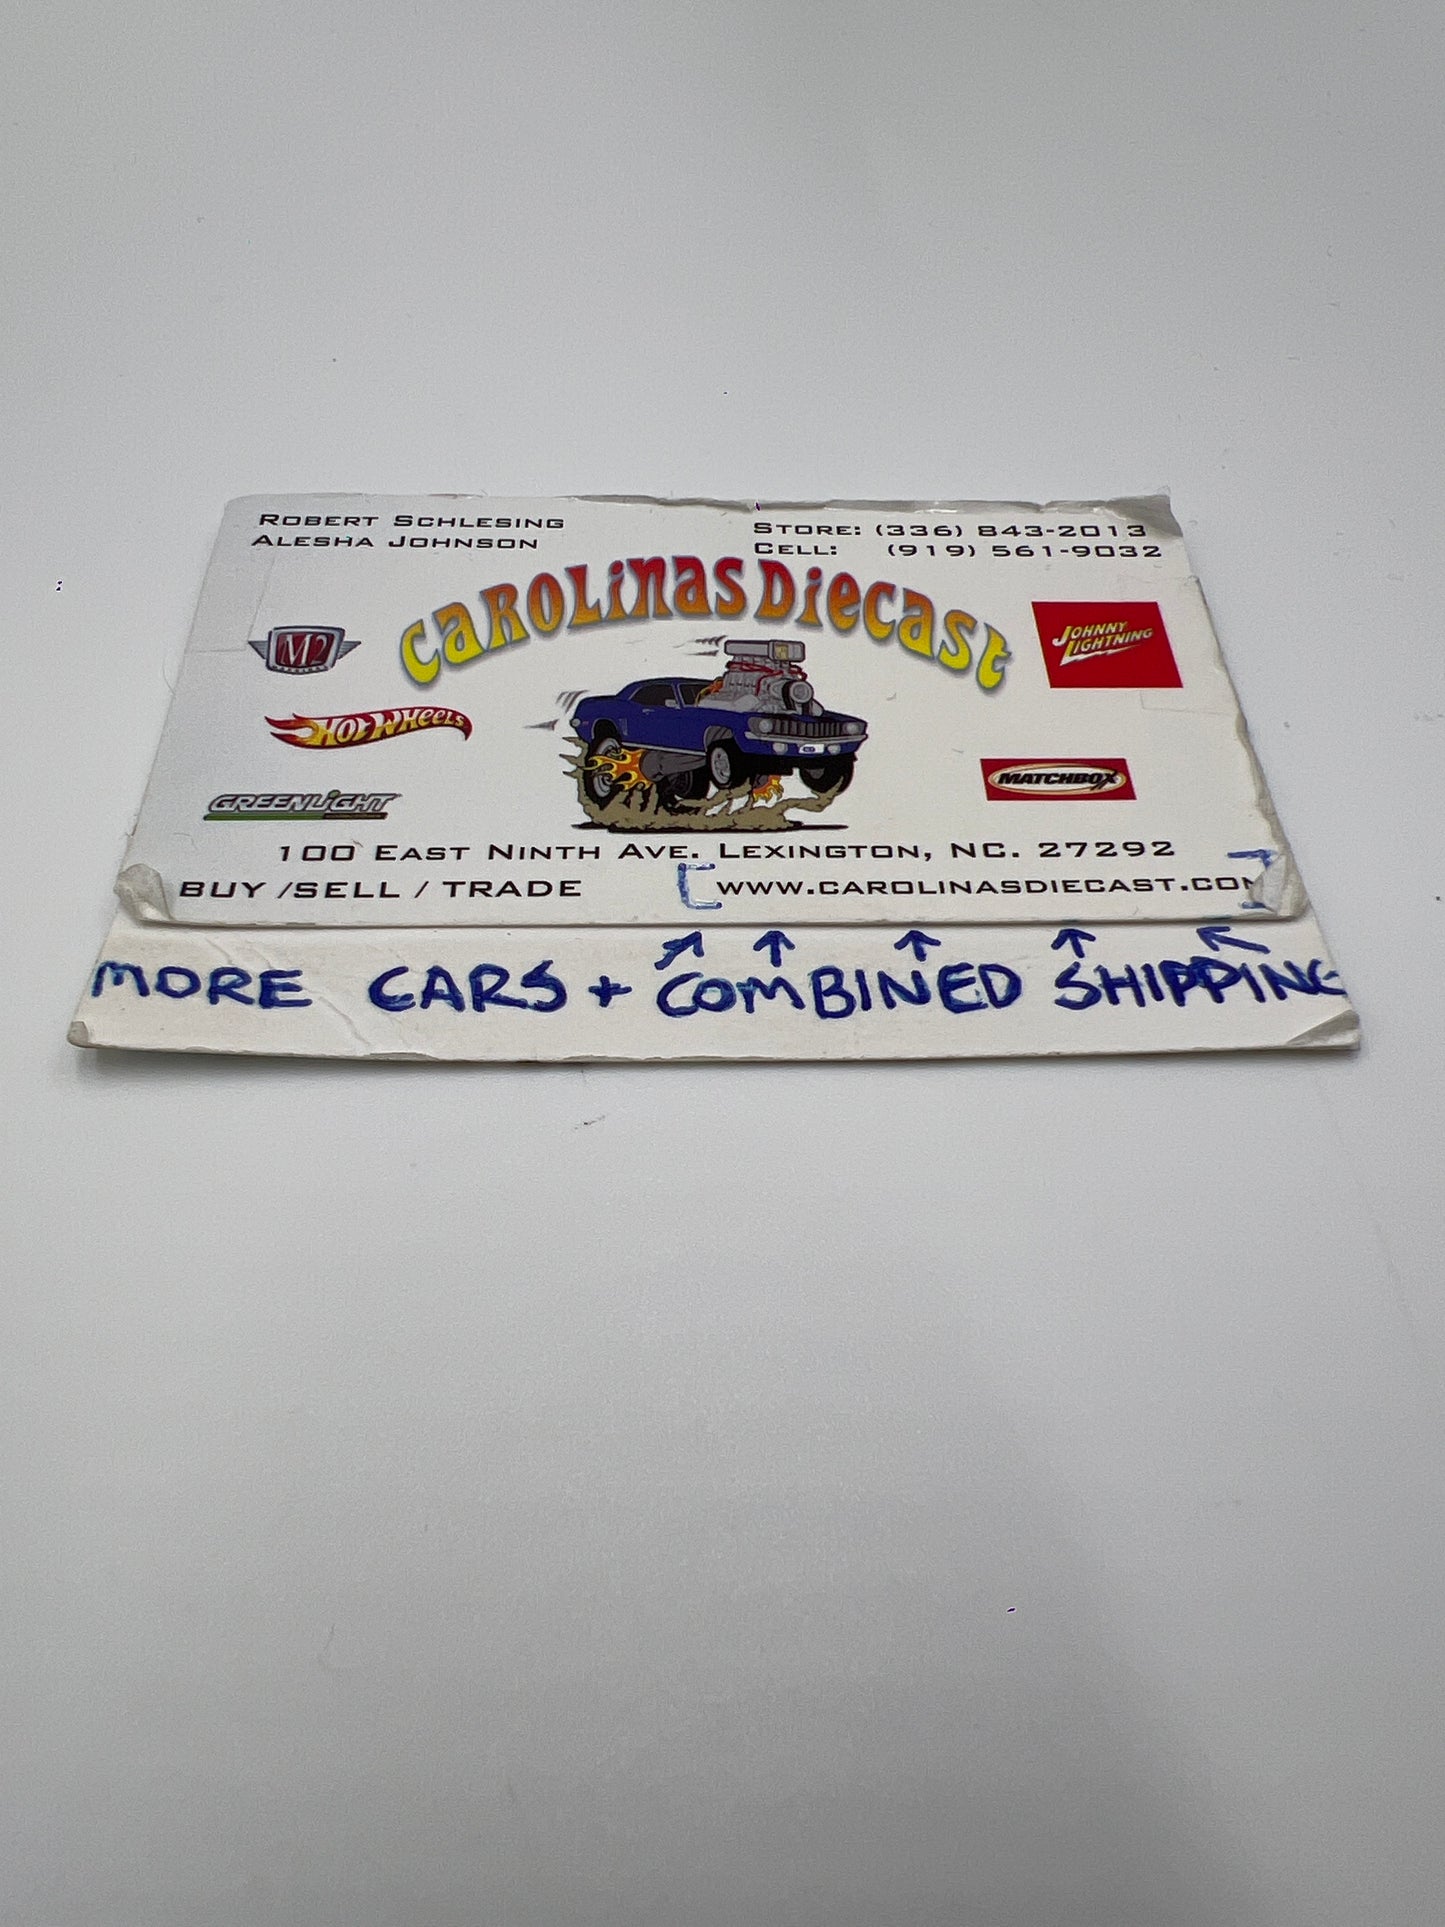 ROBERT SCHLESING
ALESHA JOHNSON
STORE: (336) 843-2013
CELL: (919) 561-9032
CAROLINAS DIECAST
M2
JOHNNY LIGHTNING
HOT WHEELS
MATCHBOX
GREENLIGHT
100 EAST NINTH AVE. LEXINGTON, NC. 27292
BUY /SELL / TRADE
[WWW.CAROLINASDIECAST.COM]
MORE CARS + COMBINED SHIPPING